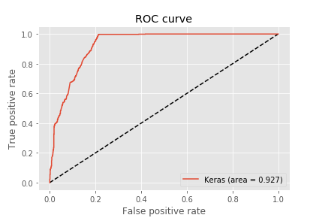 ROC curve
1.0
0.8
0.6
0.4
0.2
0.0
True positive rate
Keras (area = 0.927)
0.0 0.2 0.4 0.6 0.8 1.0
False positive rate